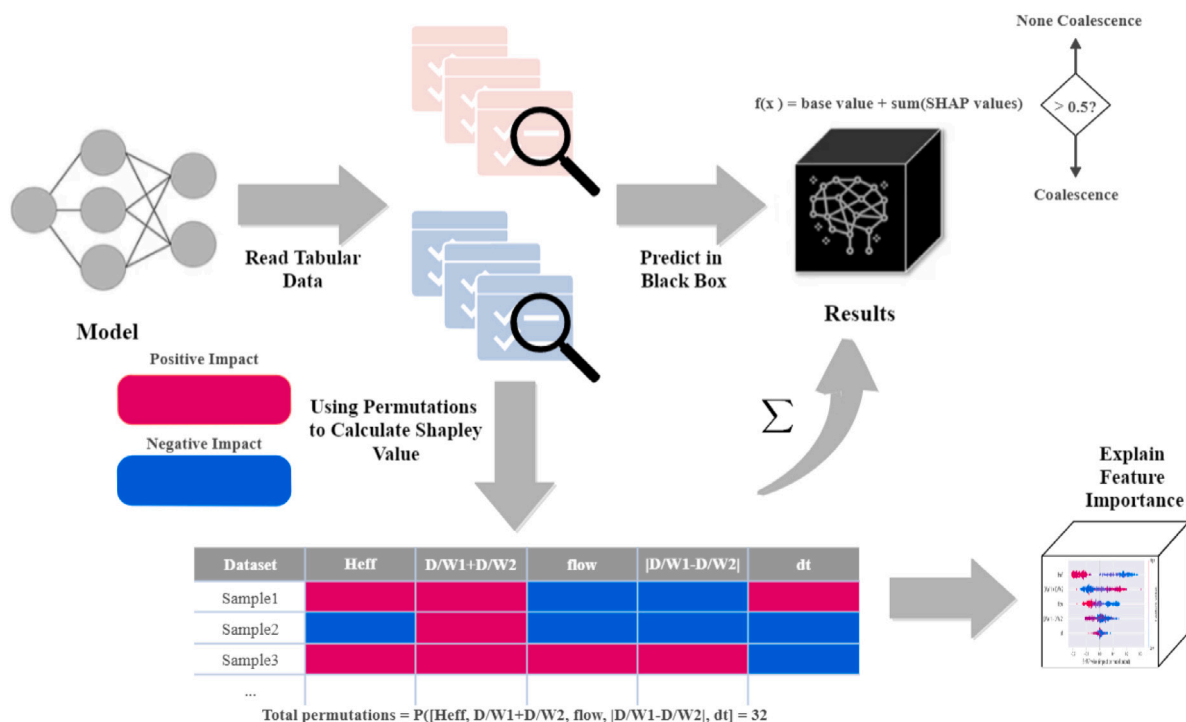 None Coalescence
f(x ) = base value + sum(SHAP values)
> 0.5?
Coalescence
Read Tabular
Data
Predict in
Black Box
Model
Results
Positive Impact
Negative Impact
Using Permutations
to Calculate Shapley
Value
∑
Explain
Feature
Importance
Dataset Heff D/W1+D/W2 flow |D/W1-D/W2| dt
Sample1
Sample2
Sample3
...
Total permutations = P([Heff, D/W1+D/W2, flow, |D/W1-D/W2|, dt] = 32